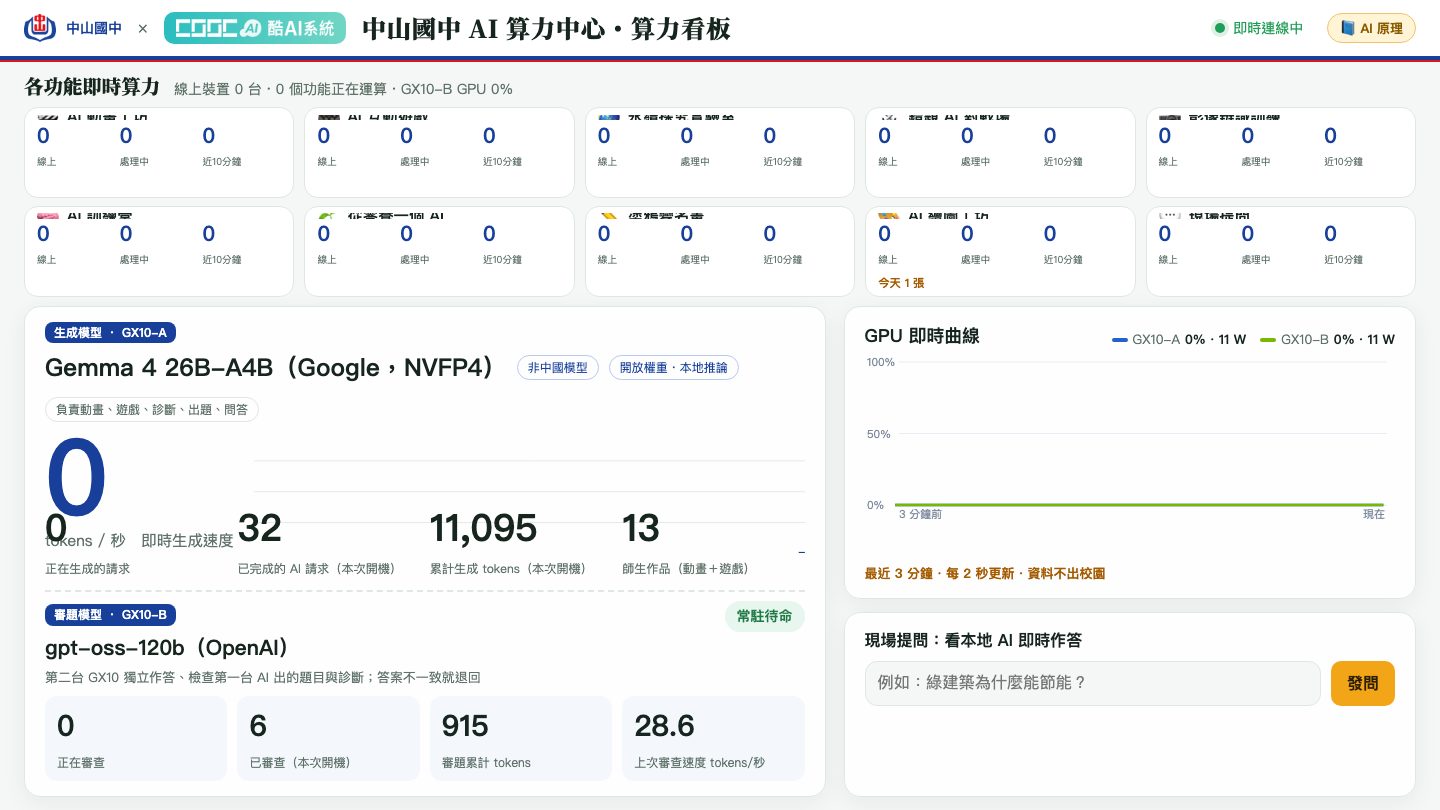 中山國中 × COOC AI 酷AI系統 中山國中 AI 算力中心・算力看板 即時連線中 AI 原理
各功能即時算力 線上裝置 0 台・0 個功能正在運算・GX10-B GPU 0%
0 0 0 0 0 0 0 0 0 0 0 0 0 0 0
線上 處理中 近10分鐘 線上 處理中 近10分鐘 線上 處理中 近10分鐘 線上 處理中 近10分鐘 線上 處理中 近10分鐘
0 0 0 0 0 0 0 0 0 0 0 0 0 0 0
線上 處理中 近10分鐘 線上 處理中 近10分鐘 線上 處理中 近10分鐘 線上 處理中 近10分鐘 線上 處理中 近10分鐘
今天 1 張
生成模型 · GX10-A
Gemma 4 26B-A4B（Google，NVFP4） 非中國模型 開放權重・本地推論
負責動畫、遊戲、診斷、出題、問答
0
tokens / 秒 即時生成速度
0 32 11,095 13
正在生成的請求 已完成的 AI 請求（本次開機） 累計生成 tokens（本次開機） 師生作品（動畫＋遊戲）
審題模型 · GX10-B 常駐待命
gpt-oss-120b（OpenAI）
第二台 GX10 獨立作答、檢查第一台 AI 出的題目與診斷；答案不一致就退回
0 6 915 28.6
正在審查 已審查（本次開機） 審題累計 tokens 上次審查速度 tokens/秒
GPU 即時曲線 GX10-A 0%・11 W GX10-B 0%・11 W
100%
50%
0%
3 分鐘前 現在
最近 3 分鐘・每 2 秒更新・資料不出校園
現場提問：看本地 AI 即時作答
例如：綠建築為什麼能節能？ 發問